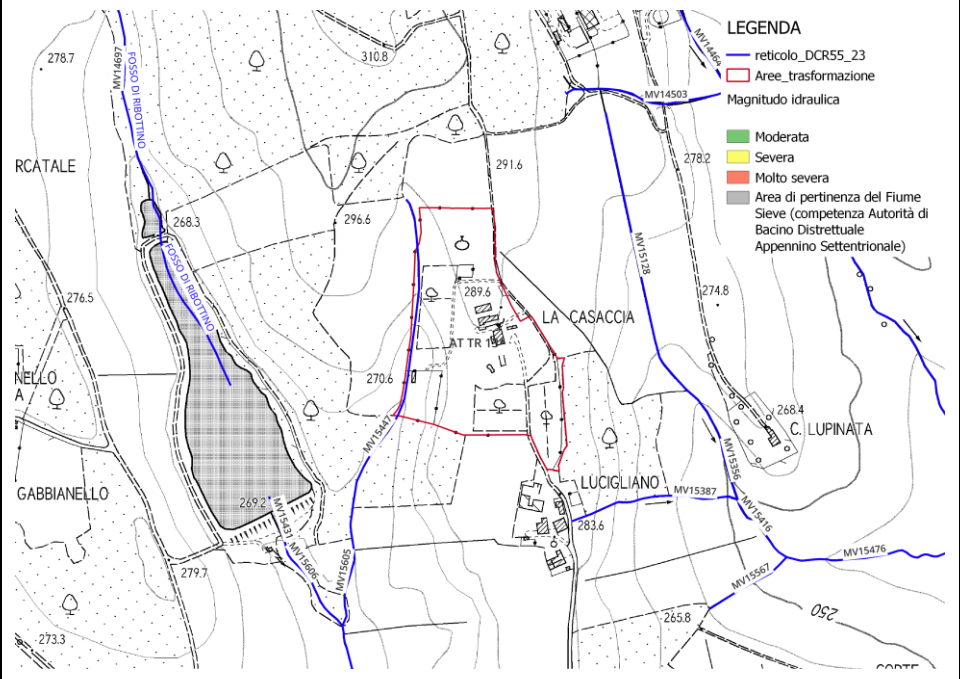 LEGENDA
reticolo_DCR55_23
Aree_trasformazione
Magnitudo idraulica
Moderata
Severa
Molto severa
Area di pertinenza del Fiume
Sieve (competenza Autorità di
Bacino Distrettuale
Appennino Settentrionale)
278.7
MV14697
FOSSO DI RIBOTTINO
310.8
MV14464
MV14503
RCATALE
291.6
278.2
268.3
296.6
FOSSO DI RIBOTTINO
MV15128
276.5
289.6
274.8
LA CASACCIA
AT TR 1
NELLO
A
270.6
268.4
C. LUPINATA
MV15447
MV15356
GABBIANELLO
269.2
LUCIGLIANO
MV15387
MV15431
283.6
MV15416
MV15476
279.7
MV15606
MV15605
MV15567
250
265.8
273.3
CORTE